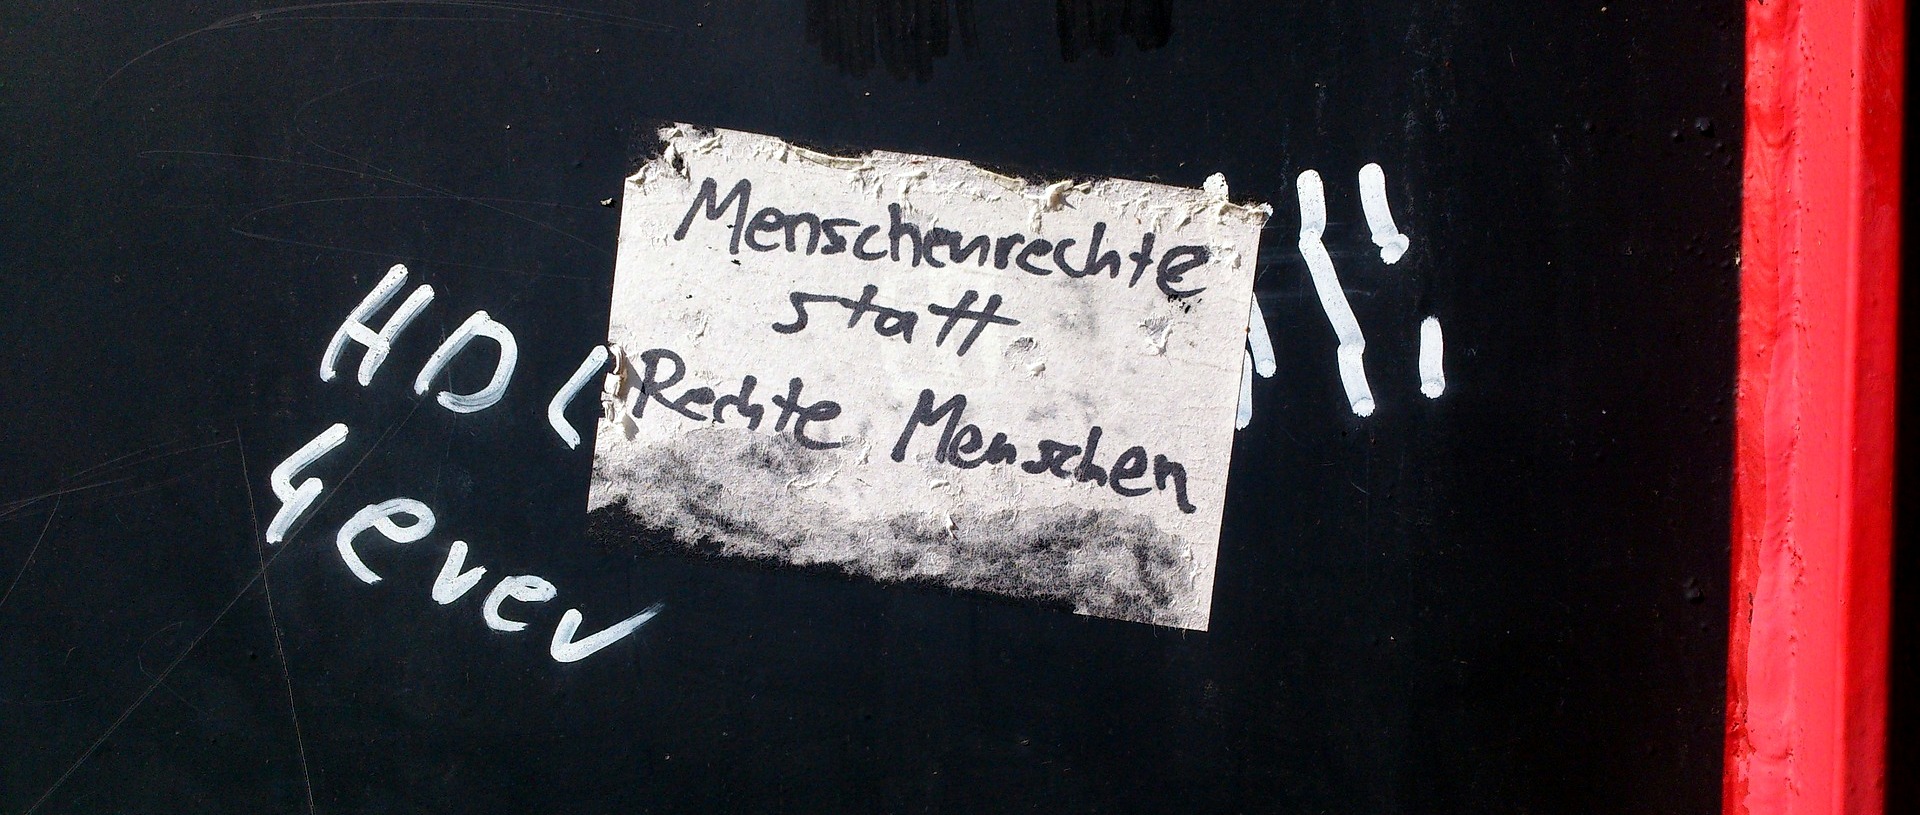 Menschenrechte
statt
Rechte Menschen
HDL
4ever